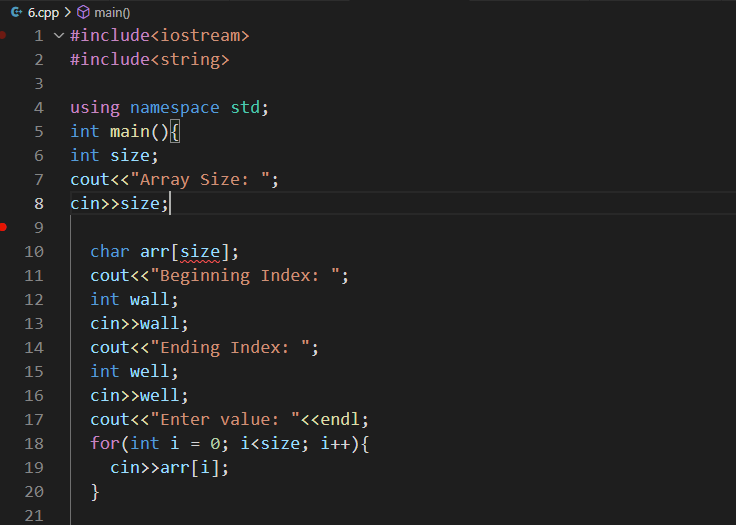 6.cpp > main()
1 #include<iostream>
2 #include<string>
3
4 using namespace std;
5 int main(){
6 int size;
7 cout<<"Array Size: ";
8 cin>>size;
9
10 char arr[size];
11 cout<<"Beginning Index: ";
12 int wall;
13 cin>>wall;
14 cout<<"Ending Index: ";
15 int well;
16 cin>>well;
17 cout<<"Enter value: "<<endl;
18 for(int i = 0; i<size; i++){
19 cin>>arr[i];
20 }
21